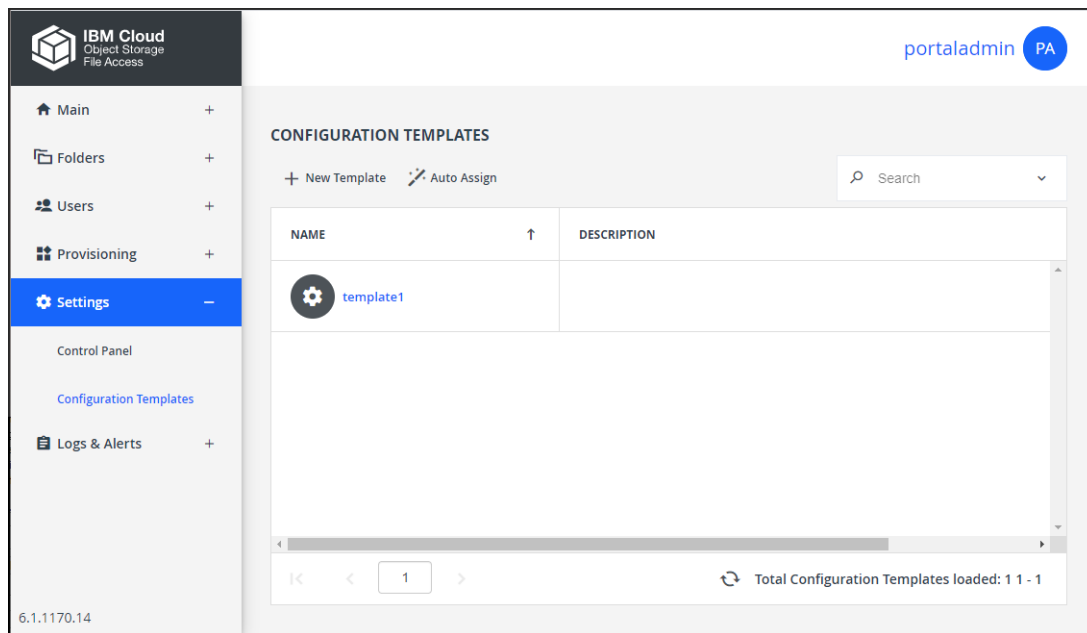 IBM Cloud
Object Storage
File Access
portaladmin PA
Main
Folders
Users
Provisioning
Settings
Control Panel
Configuration Templates
Logs & Alerts
6.1.1170.14
CONFIGURATION TEMPLATES
New Template Auto Assign Search
NAME DESCRIPTION
template1
1 Total Configuration Templates loaded: 1 1 - 1